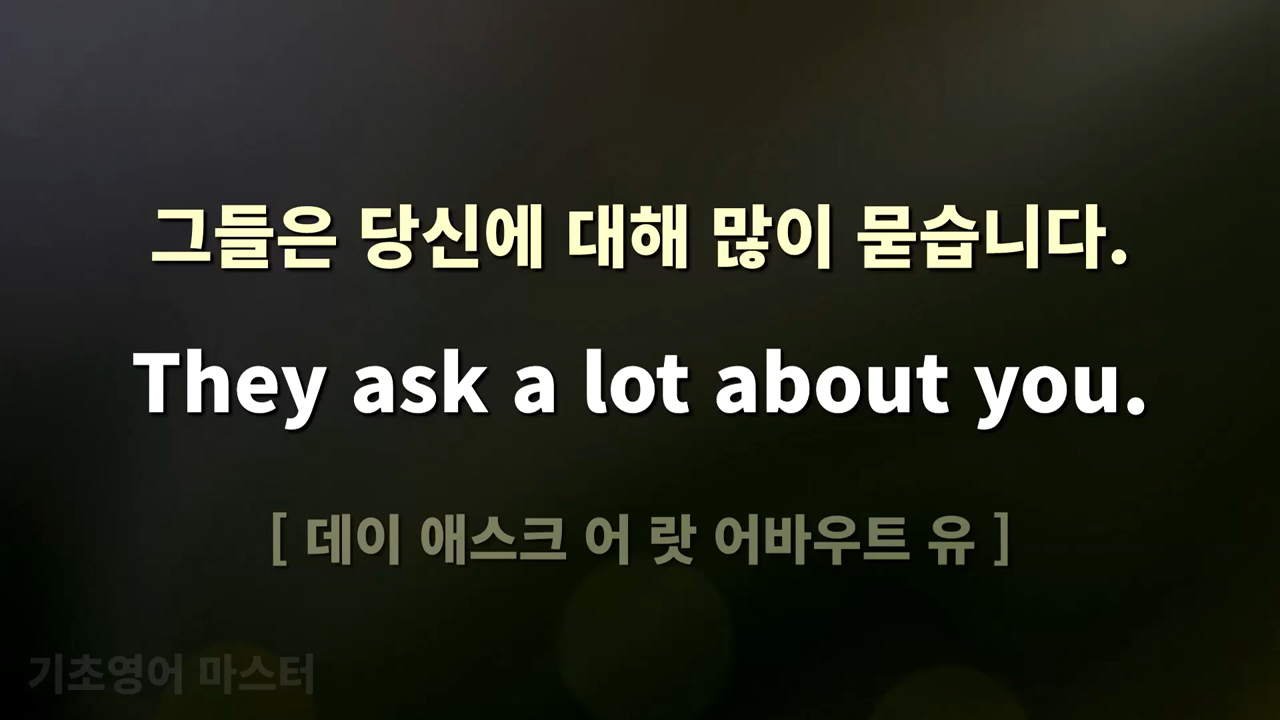 그들은 당신에 대해 많이 묻습니다.
They ask a lot about you.
[ 데이 애스크 어 랏 어바우트 유 ]
기초영어 마스터